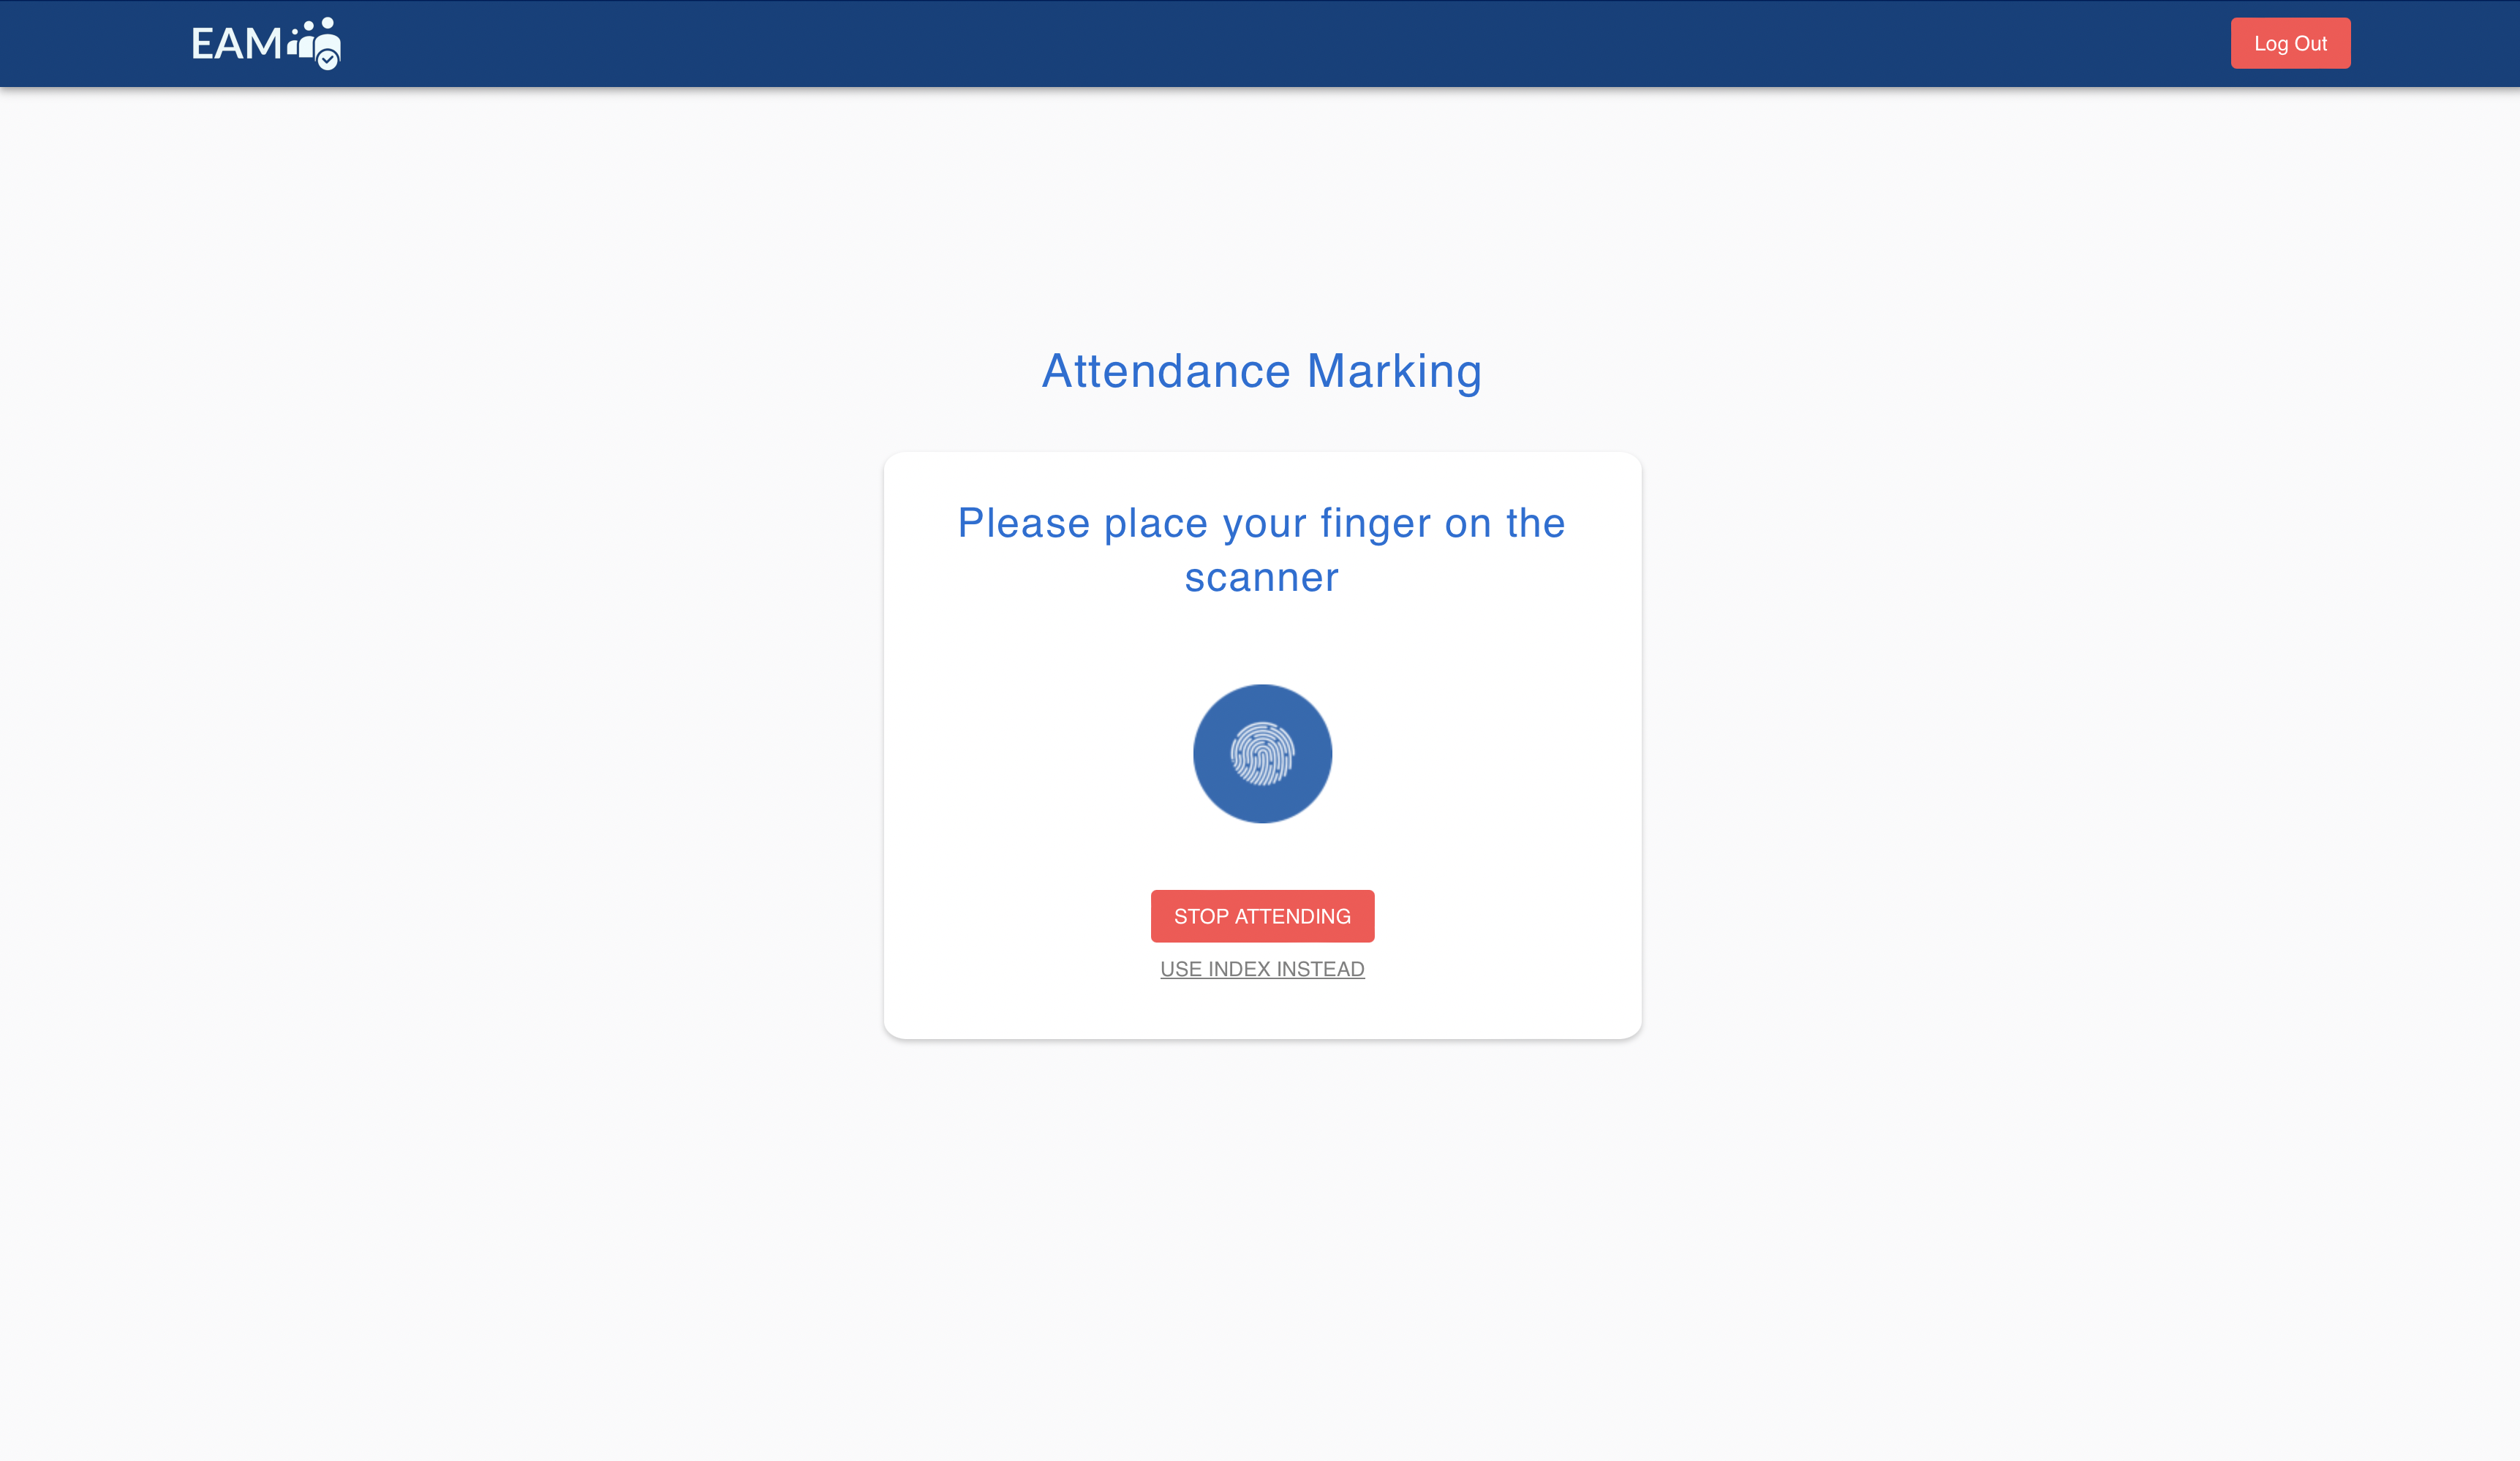 EAM
Log Out
Attendance Marking
Please place your finger on the
scanner
STOP ATTENDING
USE INDEX INSTEAD